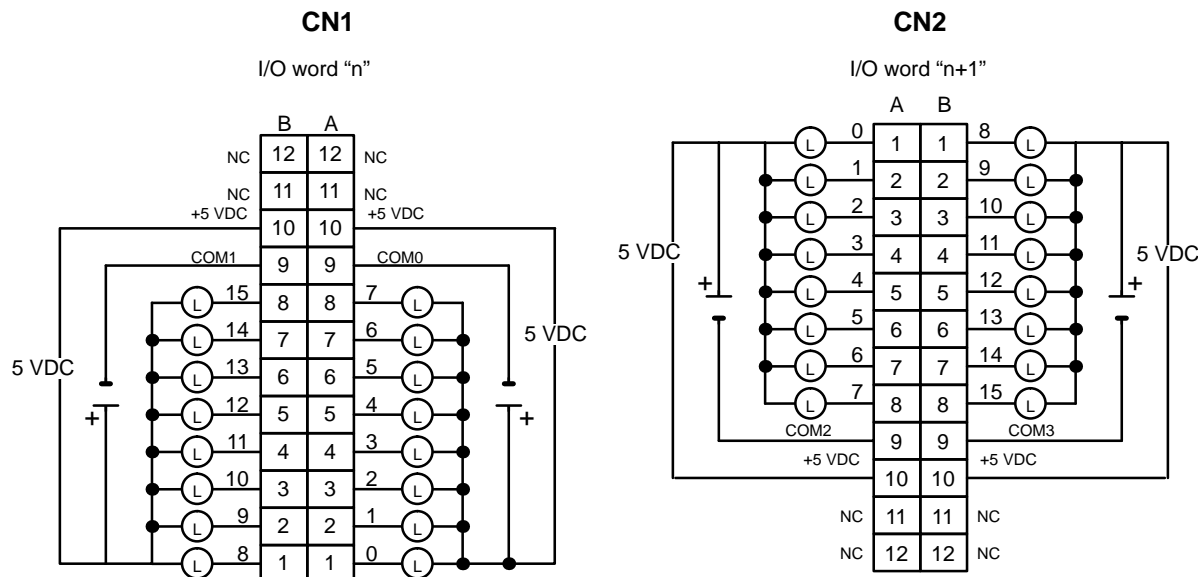 CN1
I/O word “n”
B A
NC 12 12 NC
NC 11 11 NC
+5 VDC 10 10 +5 VDC
COM1 9 9 COM0
L 15 8 8 7 L
L 14 7 7 6 L
L 13 6 6 5 L
L 12 5 5 4 L
L 11 4 4 3 L
L 10 3 3 2 L
L 9 2 2 1 L
L 8 1 1 0 L
5 VDC
+
+
5 VDC
CN2
I/O word “n+1”
A B
L 0 1 1 8 L
L 1 2 2 9 L
L 2 3 3 10 L
L 3 4 4 11 L
L 4 5 5 12 L
L 5 6 6 13 L
L 6 7 7 14 L
L 7 8 8 15 L
COM2 9 9 COM3
+5 VDC 10 10 +5 VDC
NC 11 11 NC
NC 12 12 NC
5 VDC
+
+
5 VDC